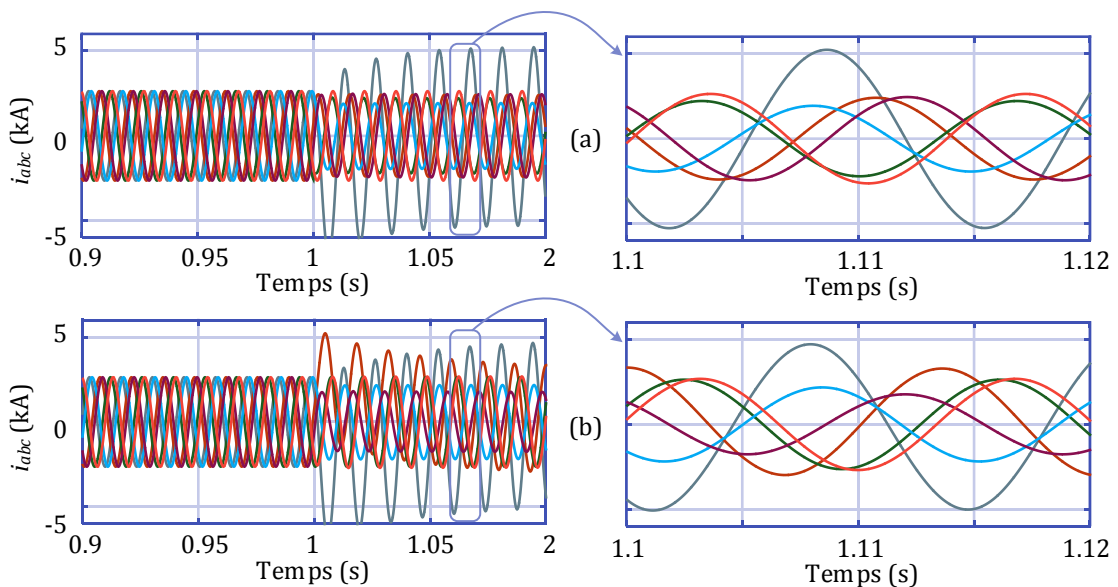 5
0
-5
i_abc (kA)
0.9 0.95 1 1.05 2
Temps (s)
(a)
1.1 1.11 1.12
Temps (s)
5
0
-5
i_abc (kA)
0.9 0.95 1 1.05 2
Temps (s)
(b)
1.1 1.11 1.12
Temps (s)